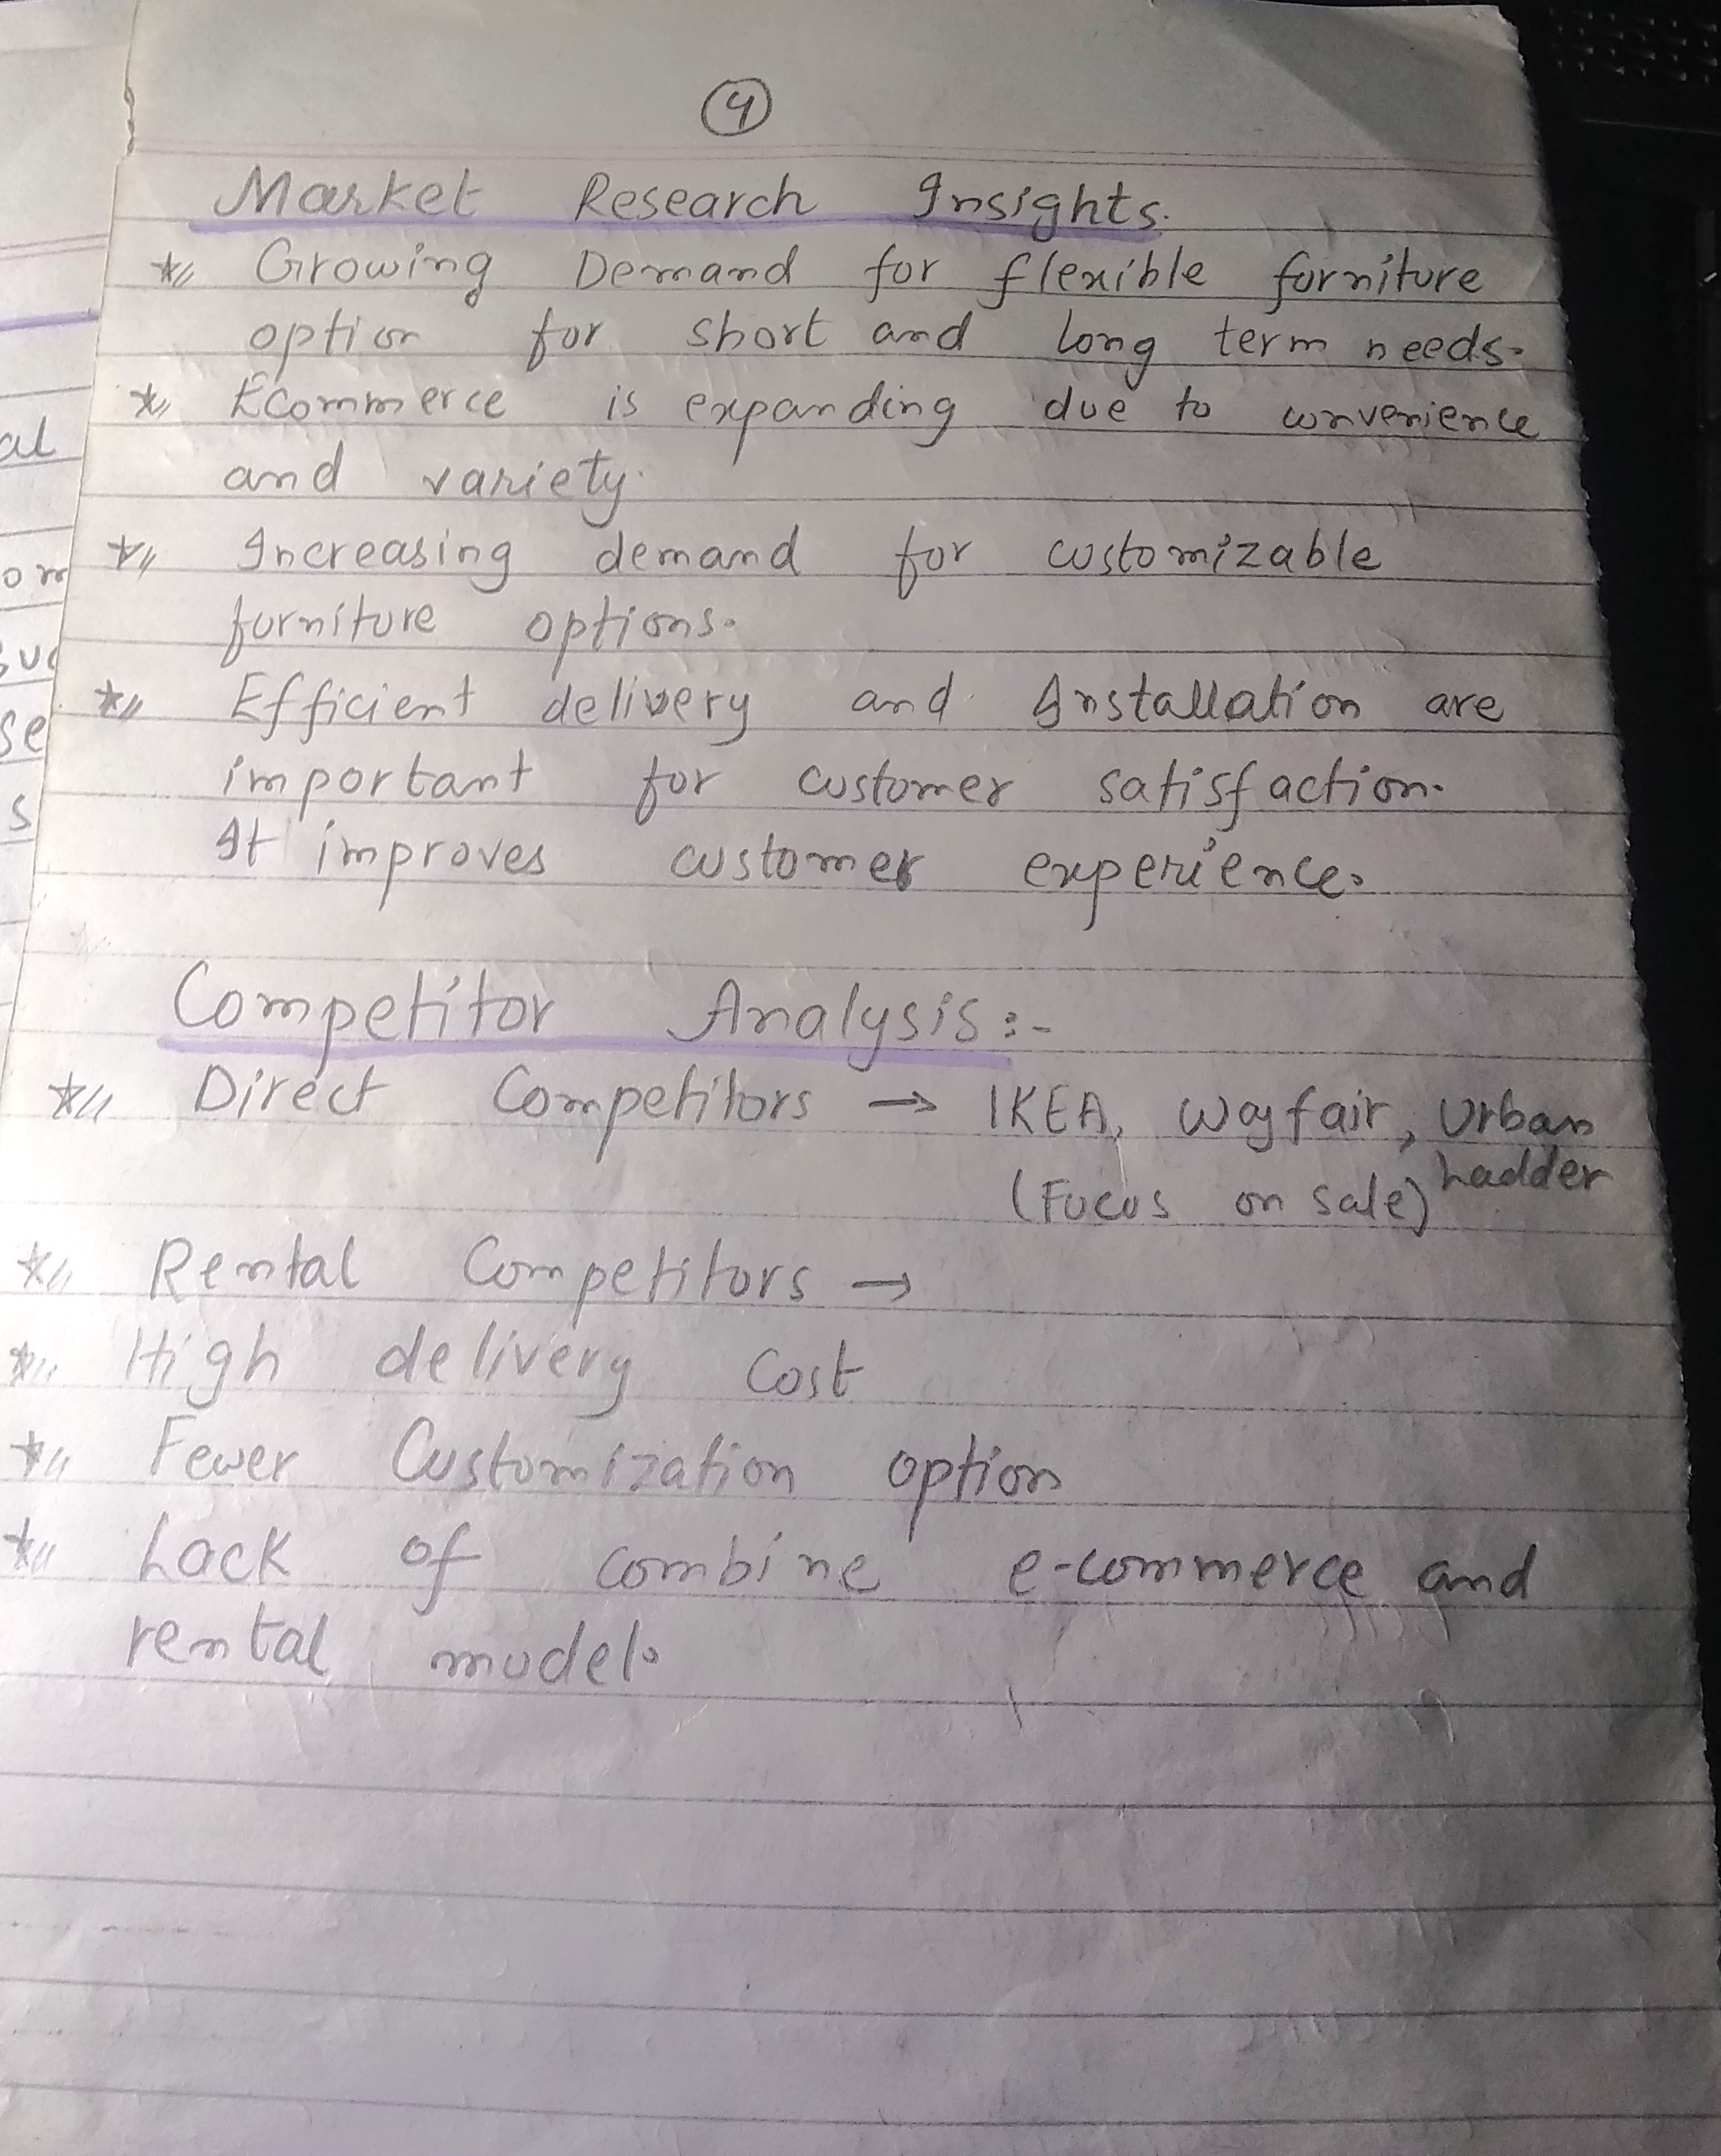 4
Market Research Insights.
* Growing Demand for flexible furniture
option for short and long term needs.
* Ecommerce is expanding due to convenience
and variety.
* Increasing demand for customizable
furniture options.
* Efficient delivery and Installation are
important for customer satisfaction.
It improves customer experience.
Competitor Analysis:-
* Direct Competitors → IKEA, Wayfair, Urban
(Focus on sale) Ladder
* Rental Competitors →
* High delivery Cost
* Fewer Customization option
* Lack of combine e-commerce and
rental model.
al
om
se
s